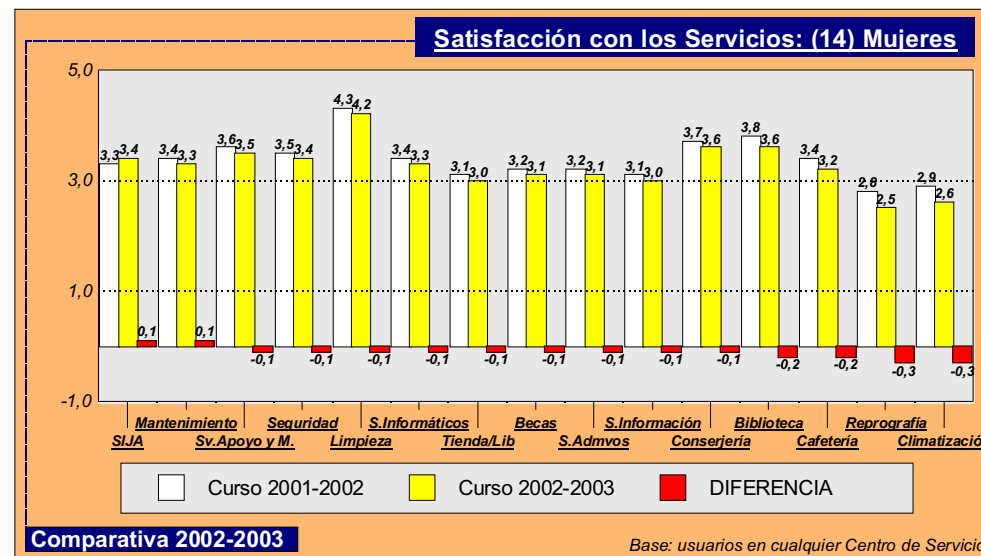 Satisfacción con los Servicios: (14) Mujeres
5,0
3,0
1,0
-1,0
3,3 3,4 0,1
3,4 3,3 0,1
3,6 3,5 -0,1
3,5 3,4 -0,1
4,3 4,2 -0,1
3,4 3,3 -0,1
3,1 3,0 -0,1
3,2 3,1 -0,1
3,2 3,1 -0,1
3,1 3,0 -0,1
3,7 3,6 -0,1
3,8 3,6 -0,2
3,4 3,2 -0,2
2,8 2,5 -0,3
2,9 2,6 -0,3
Mantenimiento Seguridad S.Informáticos Becas S.Información Biblioteca Reprografía
SIJA Sv.Apoyo y M. Limpieza Tienda/Lib S.Admvos Conserjería Cafetería Climatizació
Curso 2001-2002 Curso 2002-2003 DIFERENCIA
Comparativa 2002-2003
Base: usuarios en cualquier Centro de Servicio